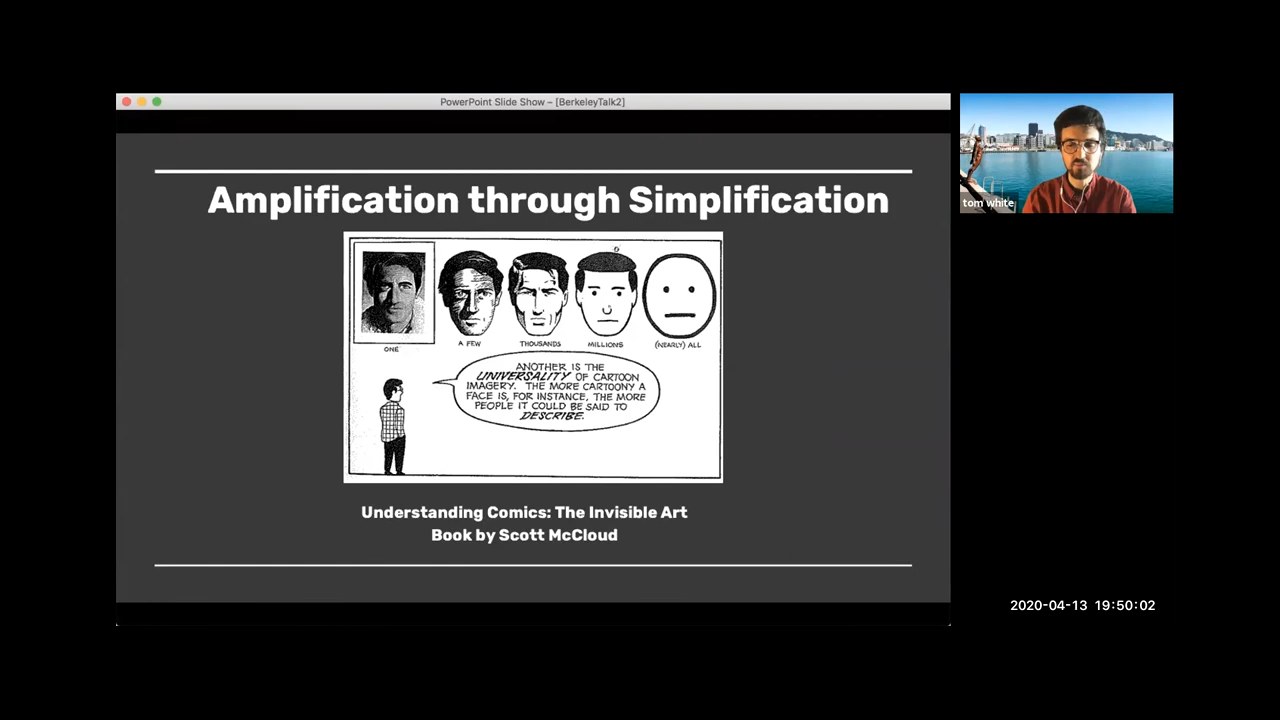 PowerPoint Slide Show – [BerkeleyTalk2]
Amplification through Simplification
ONE
A FEW
THOUSANDS
MILLIONS
(NEARLY) ALL
ANOTHER IS THE
UNIVERSALITY OF CARTOON
IMAGERY. THE MORE CARTOONY A
FACE IS, FOR INSTANCE, THE MORE
PEOPLE IT COULD BE SAID TO
DESCRIBE.
Understanding Comics: The Invisible Art
Book by Scott McCloud
tom white
2020-04-13 19:50:02